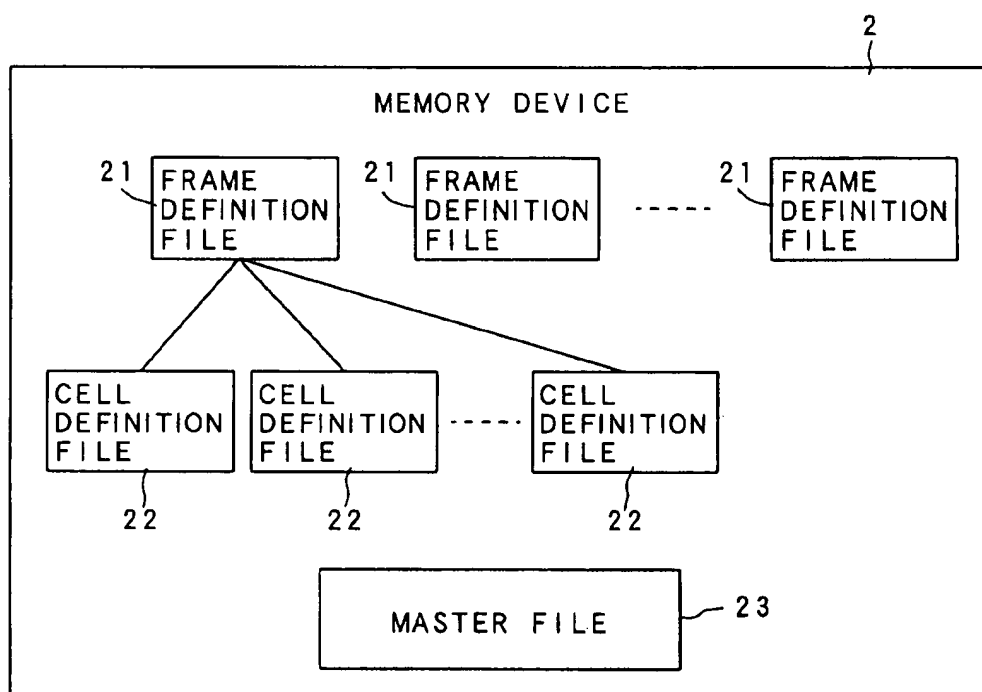 2
MEMORY DEVICE
21
FRAME
DEFINITION
FILE
21
FRAME
DEFINITION
FILE
21
FRAME
DEFINITION
FILE
CELL
DEFINITION
FILE
22
CELL
DEFINITION
FILE
22
CELL
DEFINITION
FILE
22
MASTER FILE
23